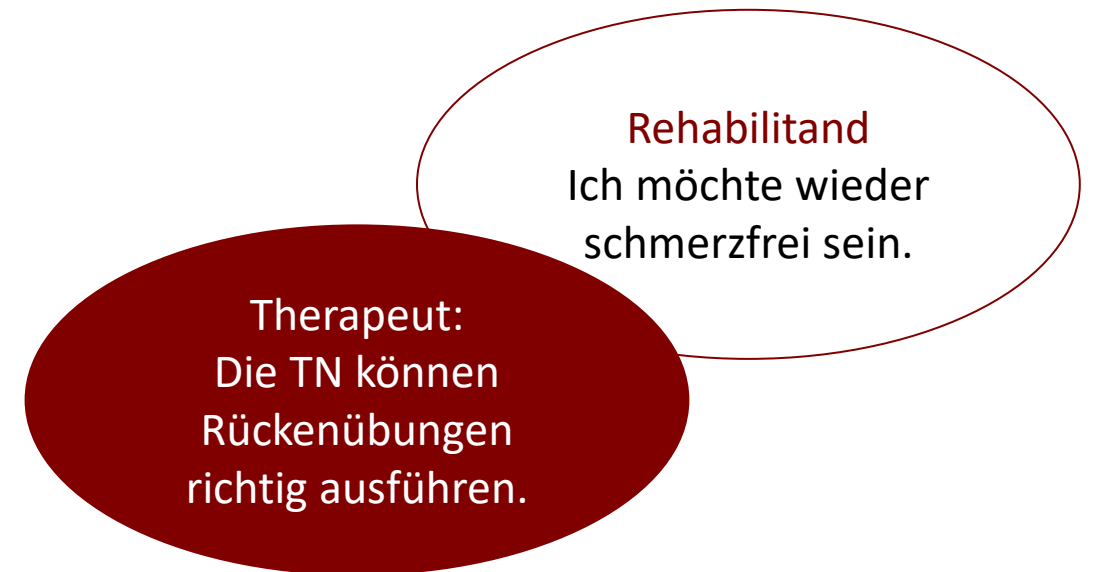 Rehabilitand
Ich möchte wieder
schmerzfrei sein.
Therapeut:
Die TN können
Rückenübungen
richtig ausführen.